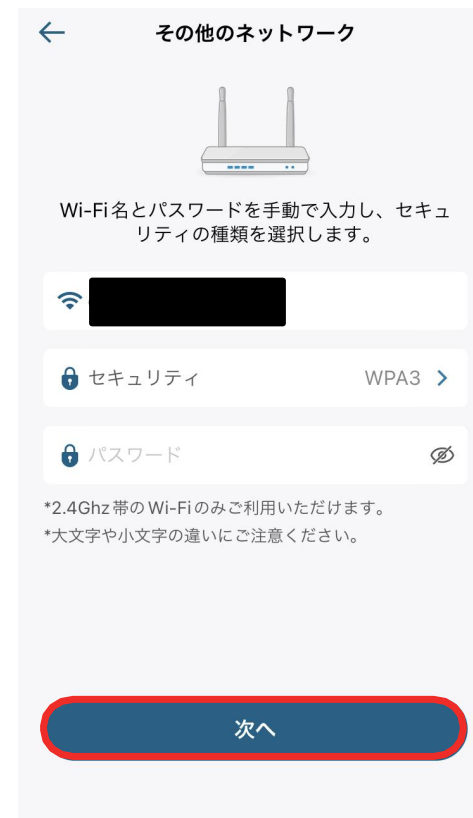 その他のネットワーク
Wi-Fi名とパスワードを手動で入力し、セキュ
リティの種類を選択します。
セキュリティ WPA3
パスワード
*2.4Ghz帯のWi-Fiのみご利用いただけます。
*大文字や小文字の違いにご注意ください。
次へ